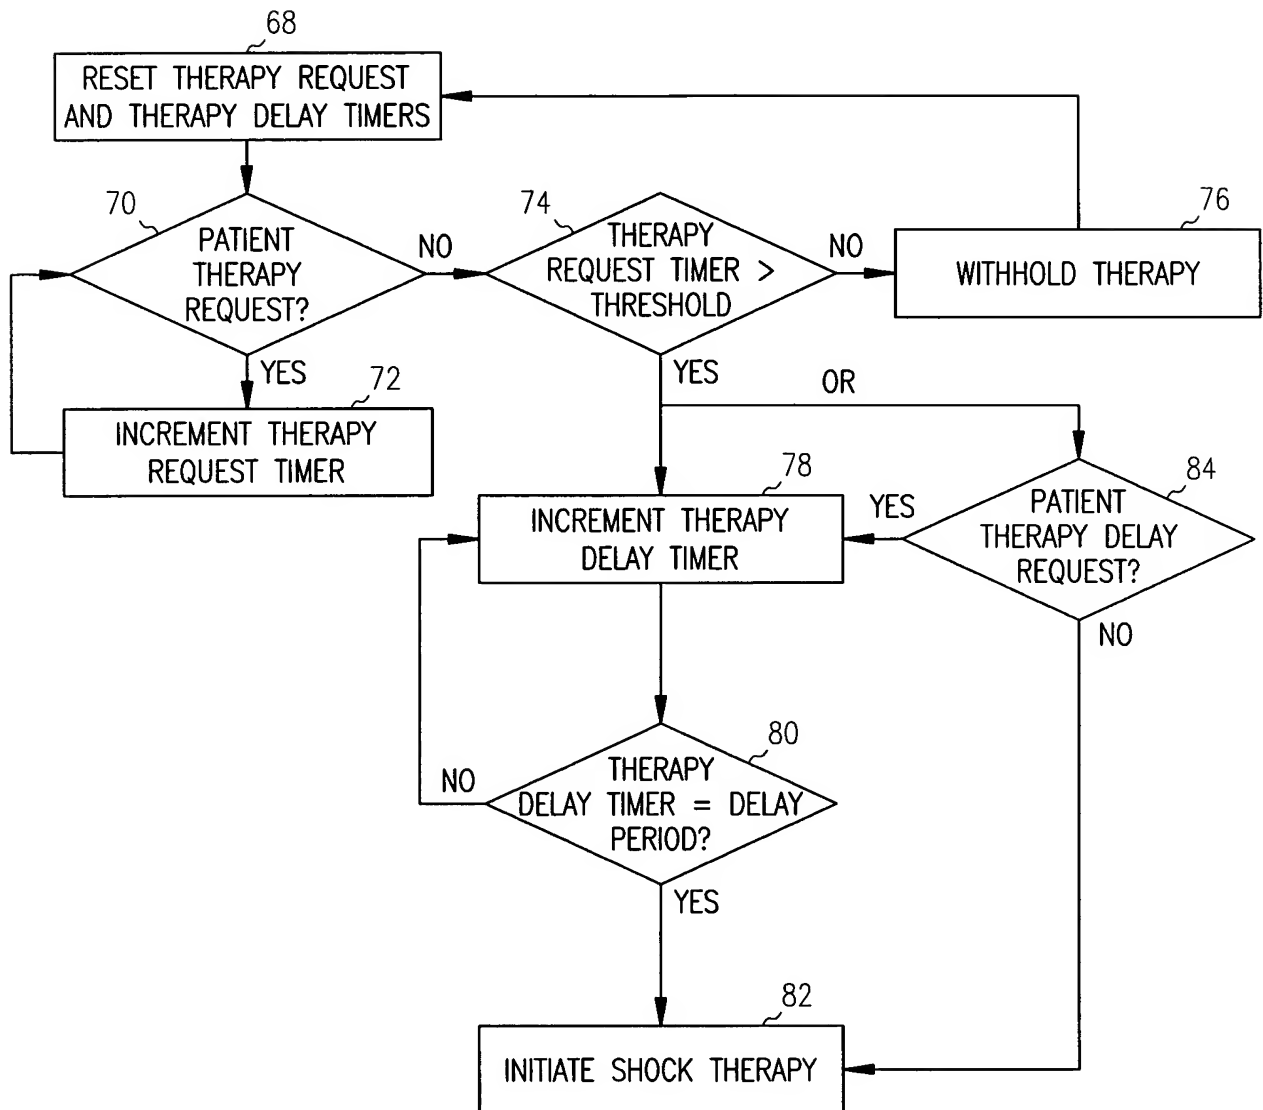 68
RESET THERAPY REQUEST
AND THERAPY DELAY TIMERS
70
PATIENT
THERAPY
REQUEST?
NO
YES
72
INCREMENT THERAPY
REQUEST TIMER
74
THERAPY
REQUEST TIMER >
THRESHOLD
NO
YES
76
WITHHOLD THERAPY
OR
78
INCREMENT THERAPY
DELAY TIMER
84
PATIENT
THERAPY DELAY
REQUEST?
YES
NO
80
THERAPY
DELAY TIMER = DELAY
PERIOD?
NO
YES
82
INITIATE SHOCK THERAPY